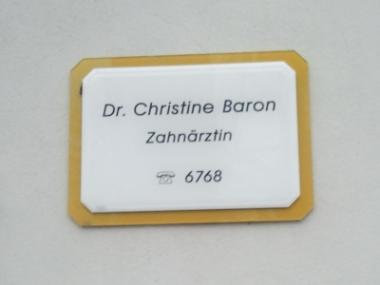 Dr. Christine Baron
Zahnärztin
☏ 6768